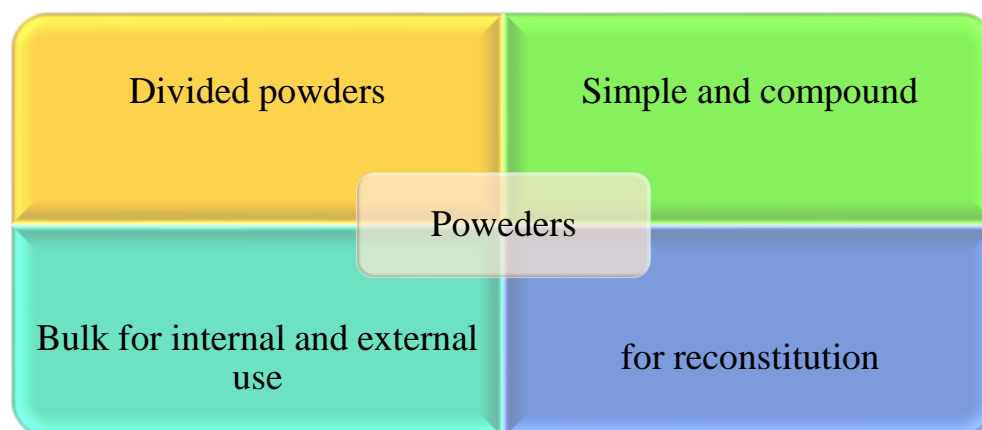 Divided powders
Simple and compound
Poweders
Bulk for internal and external
use
for reconstitution